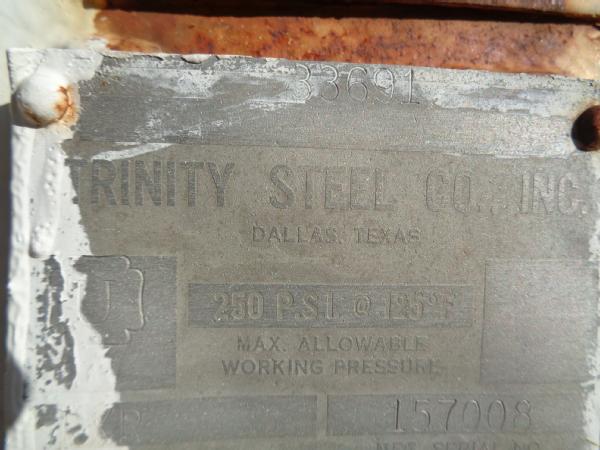 33691
TRINITY STEEL CO., INC.
DALLAS, TEXAS
U
250 P.S.I. @ 125°F
MAX. ALLOWABLE
WORKING PRESSURE
157008